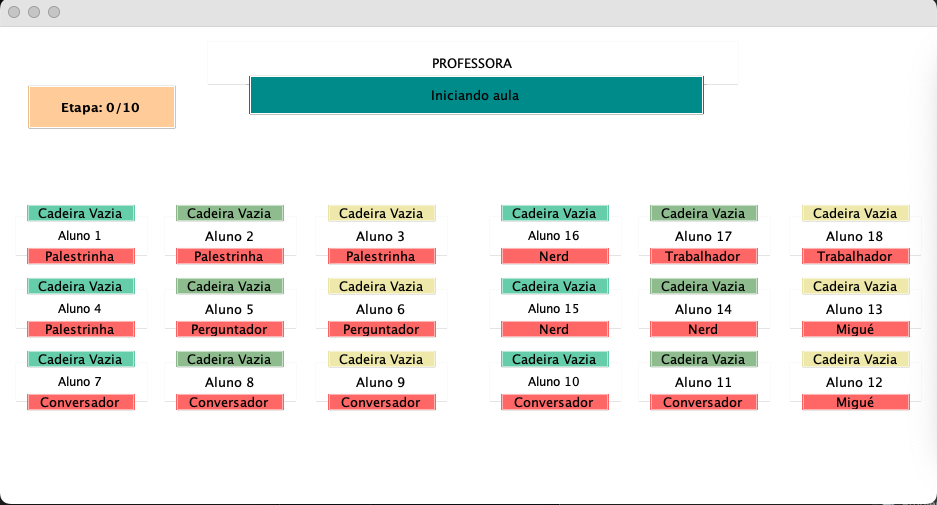 PROFESSORA
Iniciando aula
Etapa: 0/10
Cadeira Vazia Cadeira Vazia Cadeira Vazia Cadeira Vazia Cadeira Vazia Cadeira Vazia
Aluno 1 Aluno 2 Aluno 3 Aluno 16 Aluno 17 Aluno 18
Palestrinha Palestrinha Palestrinha Nerd Trabalhador Trabalhador
Cadeira Vazia Cadeira Vazia Cadeira Vazia Cadeira Vazia Cadeira Vazia Cadeira Vazia
Aluno 4 Aluno 5 Aluno 6 Aluno 15 Aluno 14 Aluno 13
Palestrinha Perguntador Perguntador Nerd Nerd Migué
Cadeira Vazia Cadeira Vazia Cadeira Vazia Cadeira Vazia Cadeira Vazia Cadeira Vazia
Aluno 7 Aluno 8 Aluno 9 Aluno 10 Aluno 11 Aluno 12
Conversador Conversador Conversador Conversador Conversador Migué